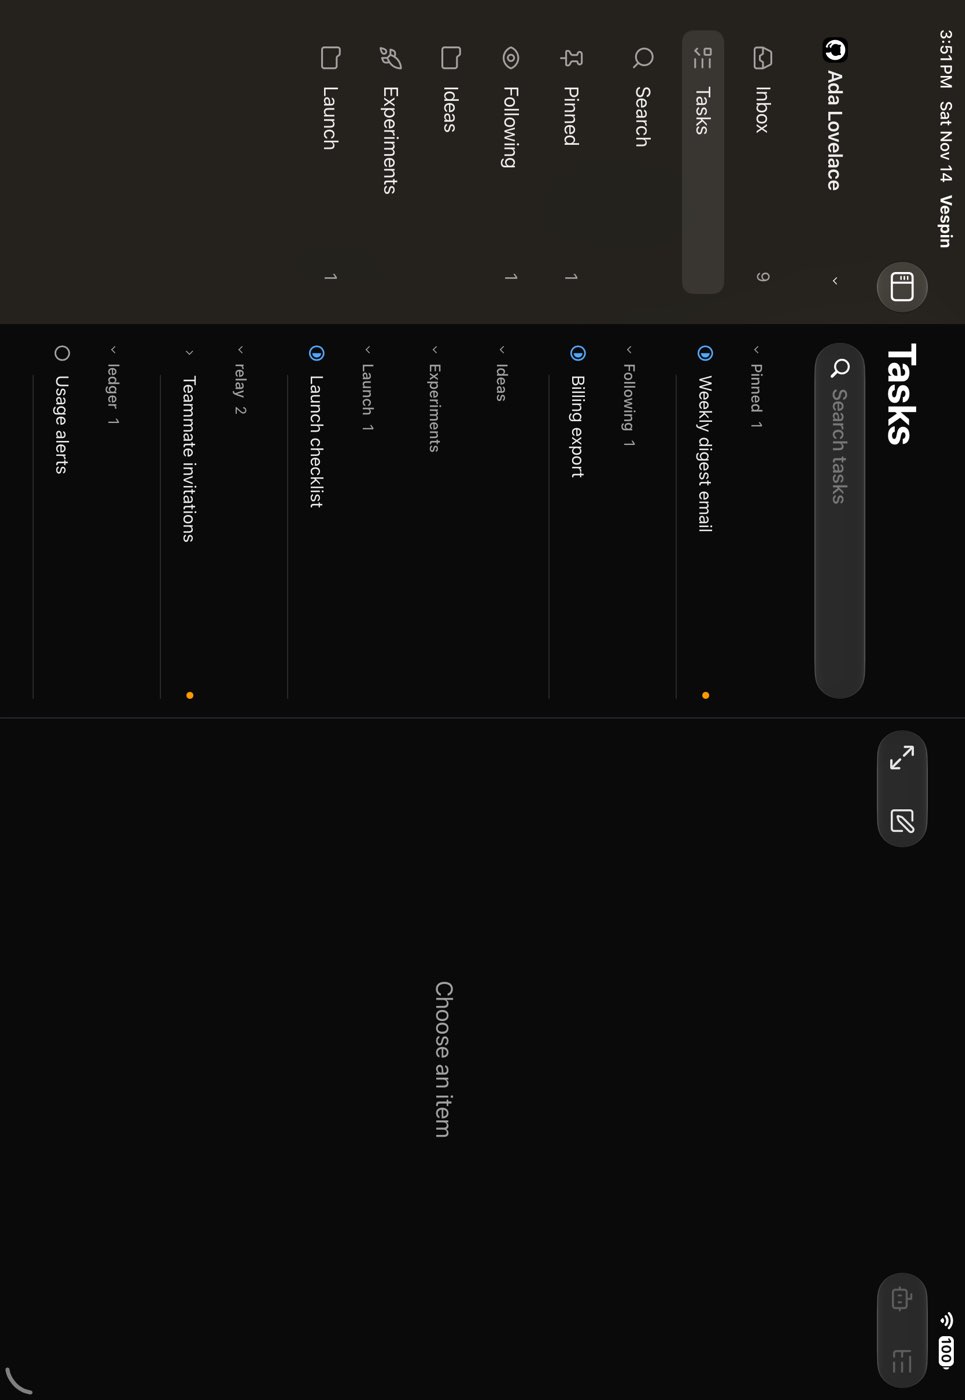 3:51 PM Sat Nov 14 Vespin
100
Ada Lovelace
Inbox 9
Tasks
Search
Pinned 1
Following 1
Ideas
Experiments
Launch 1
Tasks
Search tasks
Pinned 1
Weekly digest email
Following 1
Billing export
Ideas
Experiments
Launch 1
Launch checklist
relay 2
Teammate invitations
ledger 1
Usage alerts
Choose an item